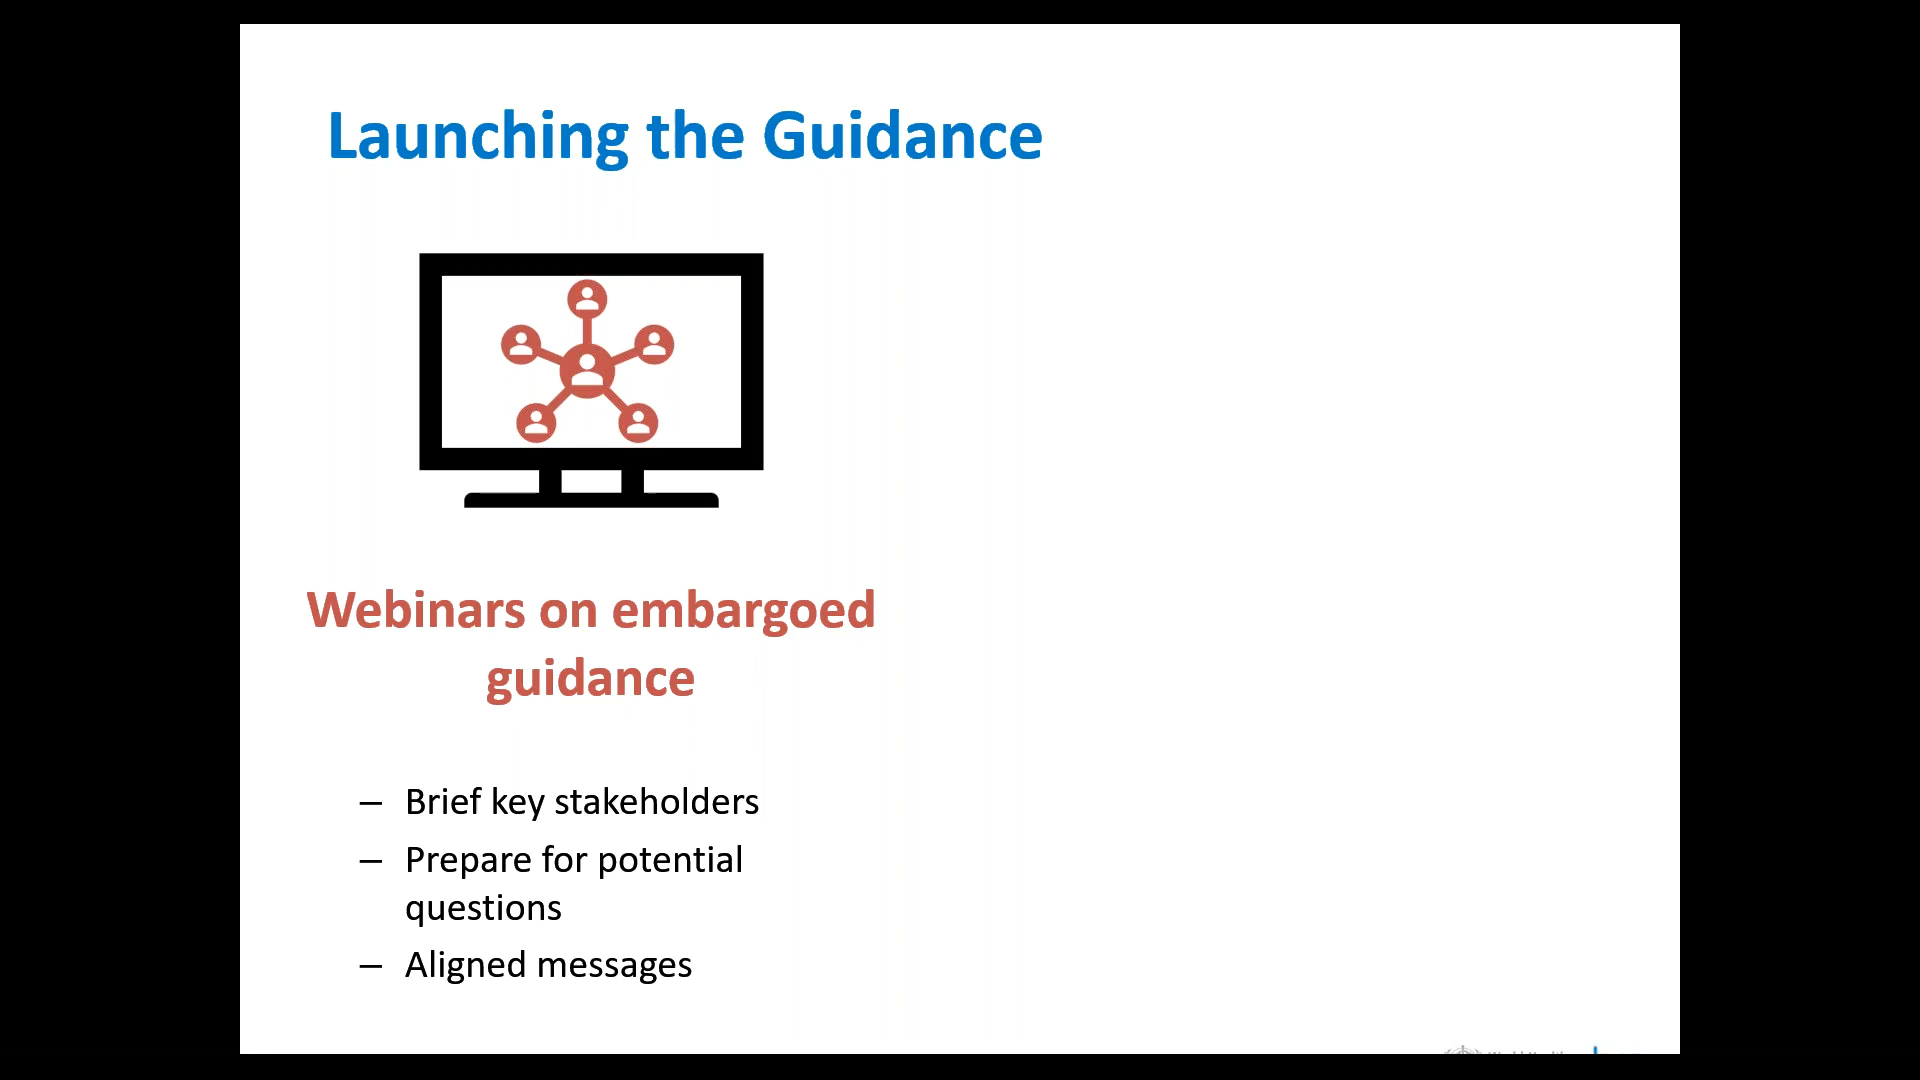 Launching the Guidance
Webinars on embargoed
guidance
– Brief key stakeholders
– Prepare for potential
questions
– Aligned messages